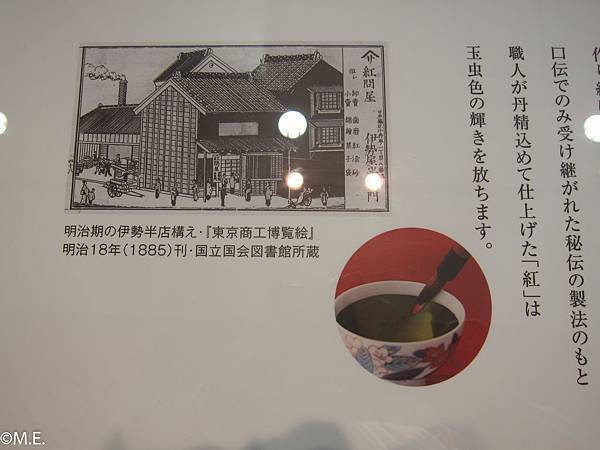 口伝でのみ受け継がれた秘伝の製法のもと
職人が丹精込めて仕上げた「紅」は
玉虫色の輝きを放ちます。
紅問屋
伊勢屋
卸賣
小賣
明治期の伊勢半店構え・『東京商工博覧絵』
明治18年(1885)刊・国立国会図書館所蔵
©M.E.